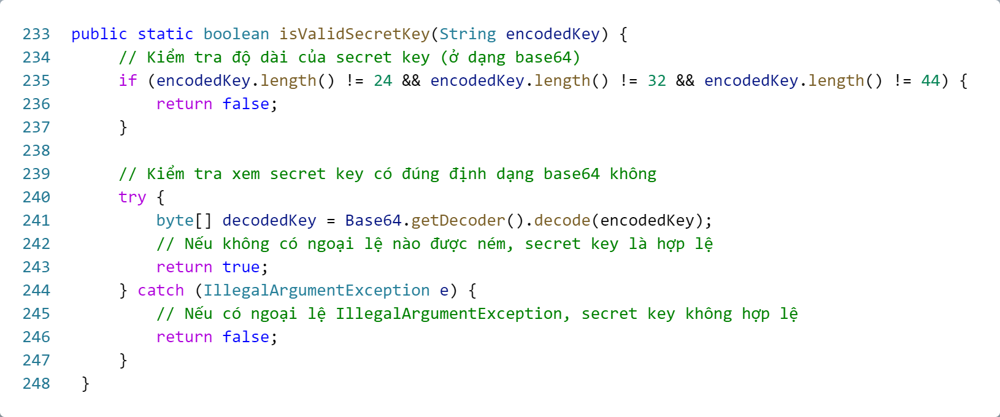 233 public static boolean isValidSecretKey(String encodedKey) {
234 // Kiểm tra độ dài của secret key (ở dạng base64)
235 if (encodedKey.length() != 24 && encodedKey.length() != 32 && encodedKey.length() != 44) {
236 return false;
237 }
238
239 // Kiểm tra xem secret key có đúng định dạng base64 không
240 try {
241 byte[] decodedKey = Base64.getDecoder().decode(encodedKey);
242 // Nếu không có ngoại lệ nào được ném, secret key là hợp lệ
243 return true;
244 } catch (IllegalArgumentException e) {
245 // Nếu có ngoại lệ IllegalArgumentException, secret key không hợp lệ
246 return false;
247 }
248 }